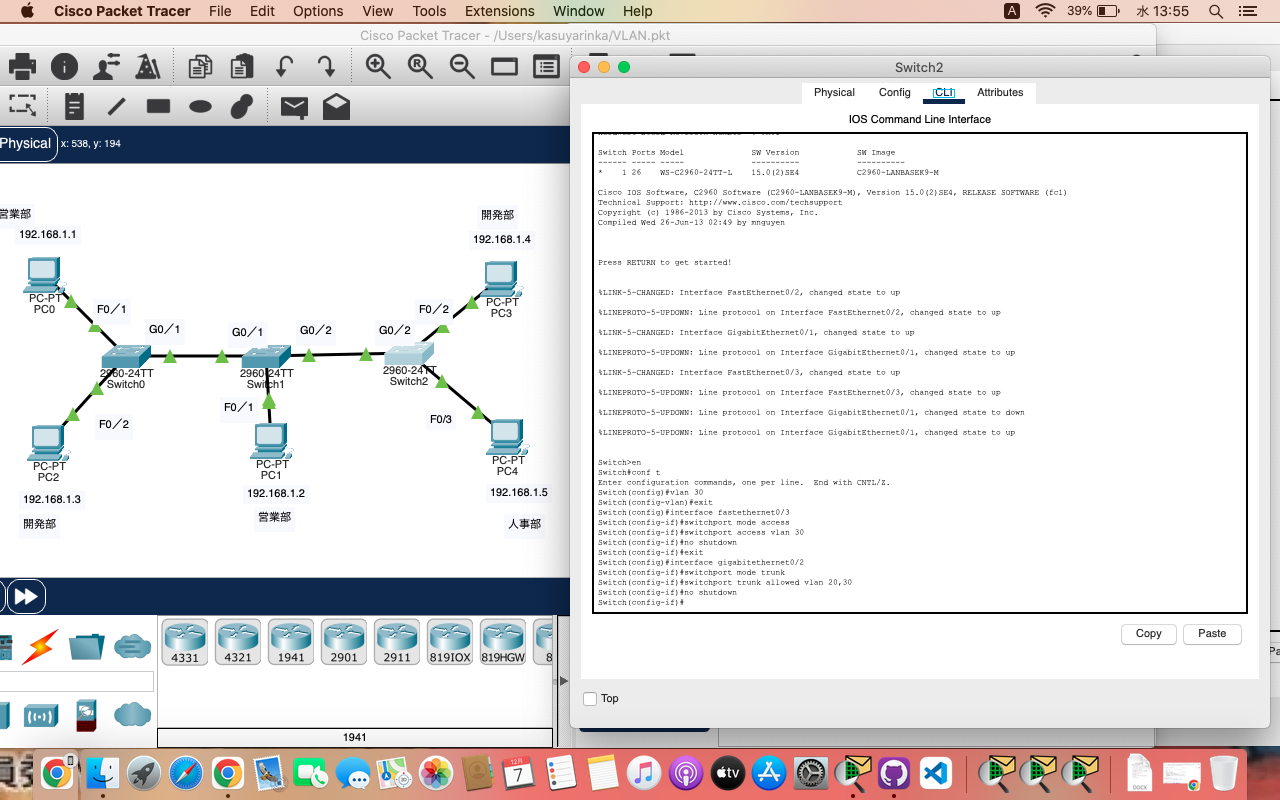 Cisco Packet Tracer File Edit Options View Tools Extensions Window Help A 39% 水 13:55
Cisco Packet Tracer - /Users/kasuyarinka/VLAN.pkt
Physical x: 538, y: 194
営業部
192.168.1.1
PC-PT
PC0
F0／1
開発部
192.168.1.4
PC-PT
PC3
F0／2
G0／1
G0／1
G0／2
G0／2
2960-24TT
Switch0
2960-24TT
Switch1
2960-24TT
Switch2
F0／2
F0／1
F0/3
PC-PT
PC2
192.168.1.3
開発部
PC-PT
PC1
192.168.1.2
営業部
PC-PT
PC4
192.168.1.5
人事部
4331 4321 1941 2901 2911 819IOX 819HGW 8
1941
Switch2
Physical Config CLI Attributes
IOS Command Line Interface
Switch Ports Model SW Version SW Image
------ ----- ----- ---------- ----------
* 1 26 WS-C2960-24TT-L 15.0(2)SE4 C2960-LANBASEK9-M
Cisco IOS Software, C2960 Software (C2960-LANBASEK9-M), Version 15.0(2)SE4, RELEASE SOFTWARE (fc1)
Technical Support: http://www.cisco.com/techsupport
Copyright (c) 1986-2013 by Cisco Systems, Inc.
Compiled Wed 26-Jun-13 02:49 by mnguyen
Press RETURN to get started!
%LINK-5-CHANGED: Interface FastEthernet0/2, changed state to up
%LINEPROTO-5-UPDOWN: Line protocol on Interface FastEthernet0/2, changed state to up
%LINK-5-CHANGED: Interface GigabitEthernet0/1, changed state to up
%LINEPROTO-5-UPDOWN: Line protocol on Interface GigabitEthernet0/1, changed state to up
%LINK-5-CHANGED: Interface FastEthernet0/3, changed state to up
%LINEPROTO-5-UPDOWN: Line protocol on Interface FastEthernet0/3, changed state to up
%LINEPROTO-5-UPDOWN: Line protocol on Interface GigabitEthernet0/1, changed state to down
%LINEPROTO-5-UPDOWN: Line protocol on Interface GigabitEthernet0/1, changed state to up
Switch>en
Switch#conf t
Enter configuration commands, one per line. End with CNTL/Z.
Switch(config)#vlan 30
Switch(config-vlan)#exit
Switch(config)#interface fastethernet0/3
Switch(config-if)#switchport mode access
Switch(config-if)#switchport access vlan 30
Switch(config-if)#no shutdown
Switch(config-if)#exit
Switch(config)#interface gigabitethernet0/2
Switch(config-if)#switchport mode trunk
Switch(config-if)#switchport trunk allowed vlan 20,30
Switch(config-if)#no shutdown
Switch(config-if)#
Copy Paste
Top
Pa
12月
7
tv
DOCX